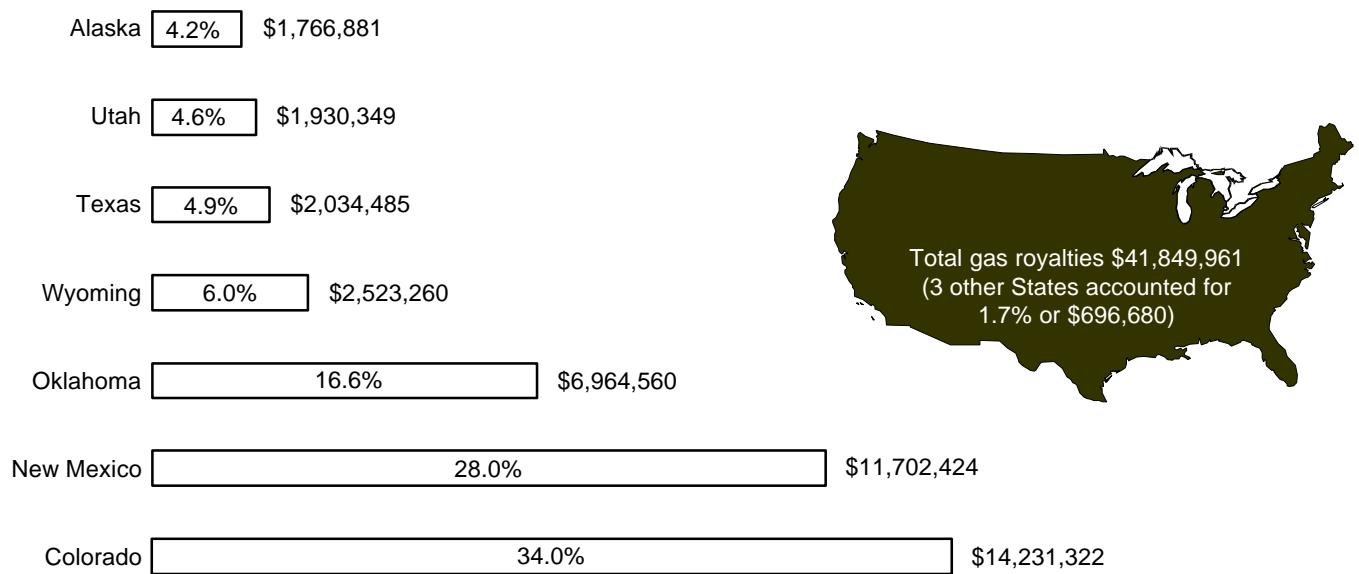 Alaska 4.2% $1,766,881
Utah 4.6% $1,930,349
Texas 4.9% $2,034,485
Wyoming 6.0% $2,523,260
Oklahoma 16.6% $6,964,560
New Mexico 28.0% $11,702,424
Colorado 34.0% $14,231,322
Total gas royalties $41,849,961
(3 other States accounted for
1.7% or $696,680)